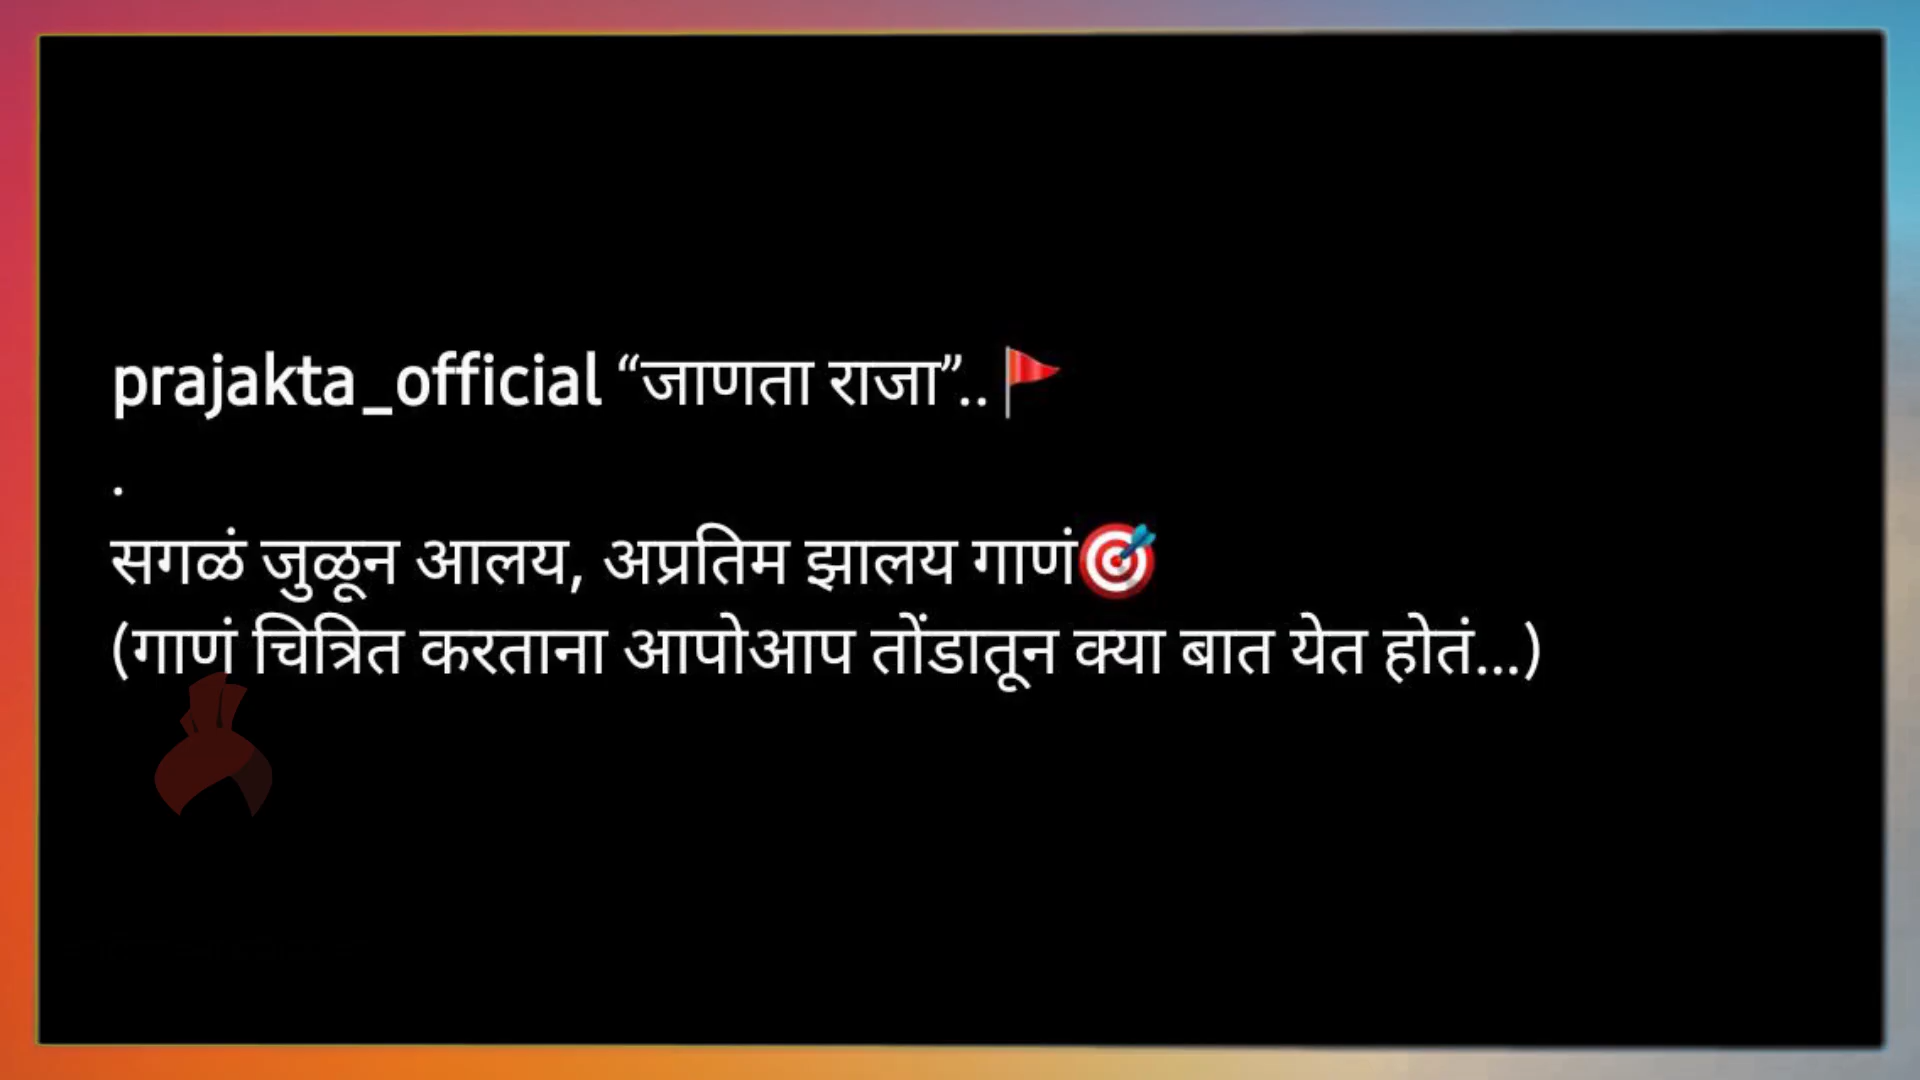 prajakta_official “जाणता राजा”..🚩
.
सगळं जुळून आलय, अप्रतिम झालय गाणं🎯
(गाणं चित्रित करताना आपोआप तोंडातून क्या बात येत होतं...)